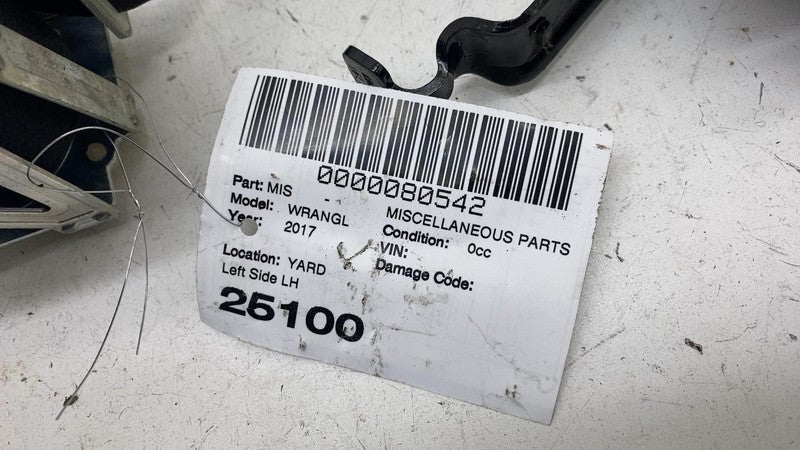 0000080542
Part: MIS - MISCELLANEOUS PARTS
Model: WRANGL Condition: 0cc
Year: 2017 VIN:
Damage Code:
Location: YARD
Left Side LH
25100